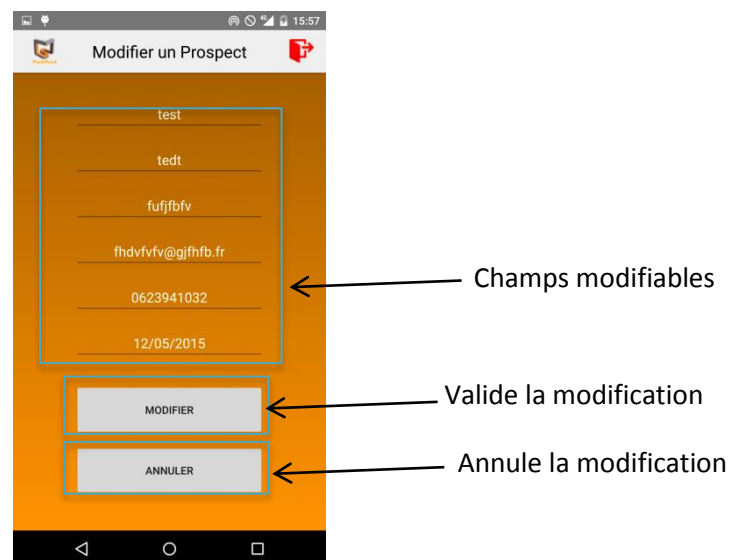 15:57
Modifier un Prospect
test
tedt
fufjfbfv
fhdvfvfv@gjfhfb.fr
0623941032
12/05/2015
Champs modifiables
MODIFIER
Valide la modification
ANNULER
Annule la modification